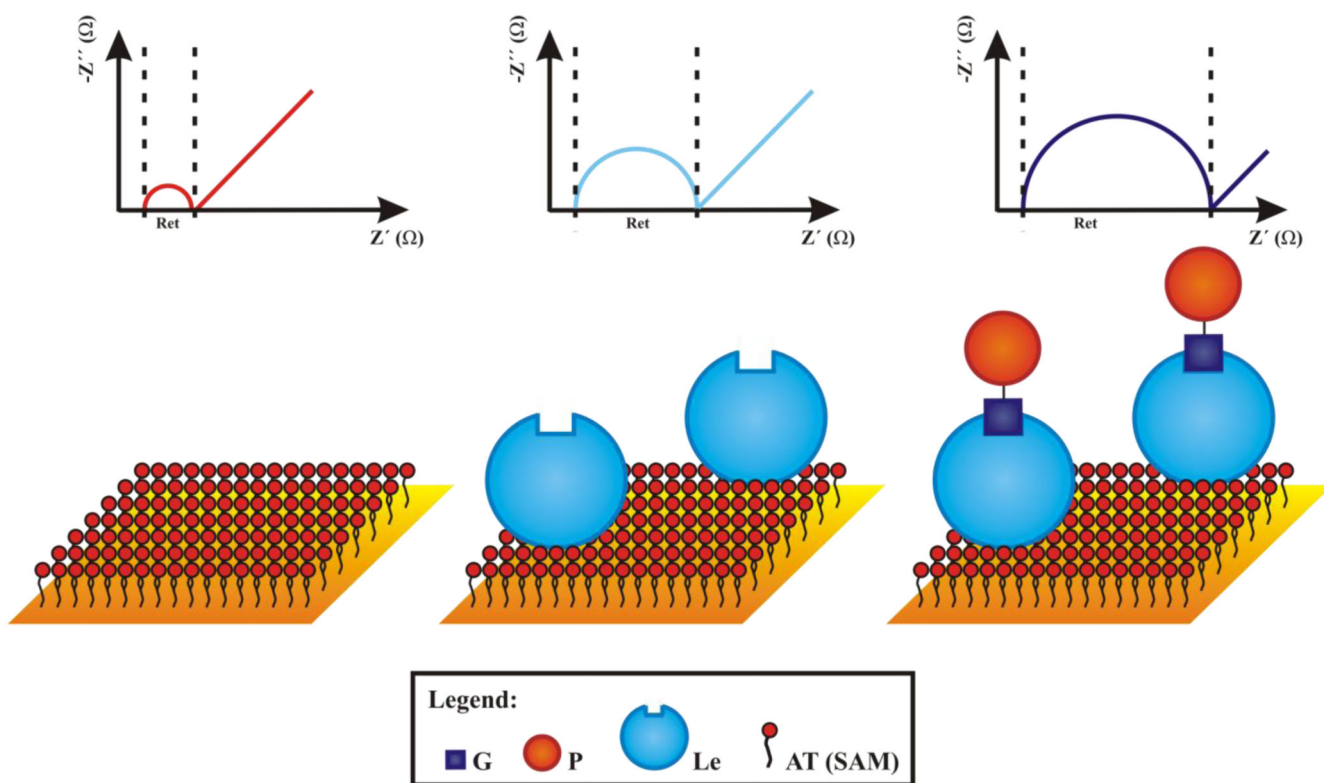 -Z´´ (Ω)
Ret
Z´ (Ω)
-Z´´ (Ω)
Ret
Z´ (Ω)
-Z´´ (Ω)
Ret
Z´ (Ω)
Legend:
G
P
Le
AT (SAM)